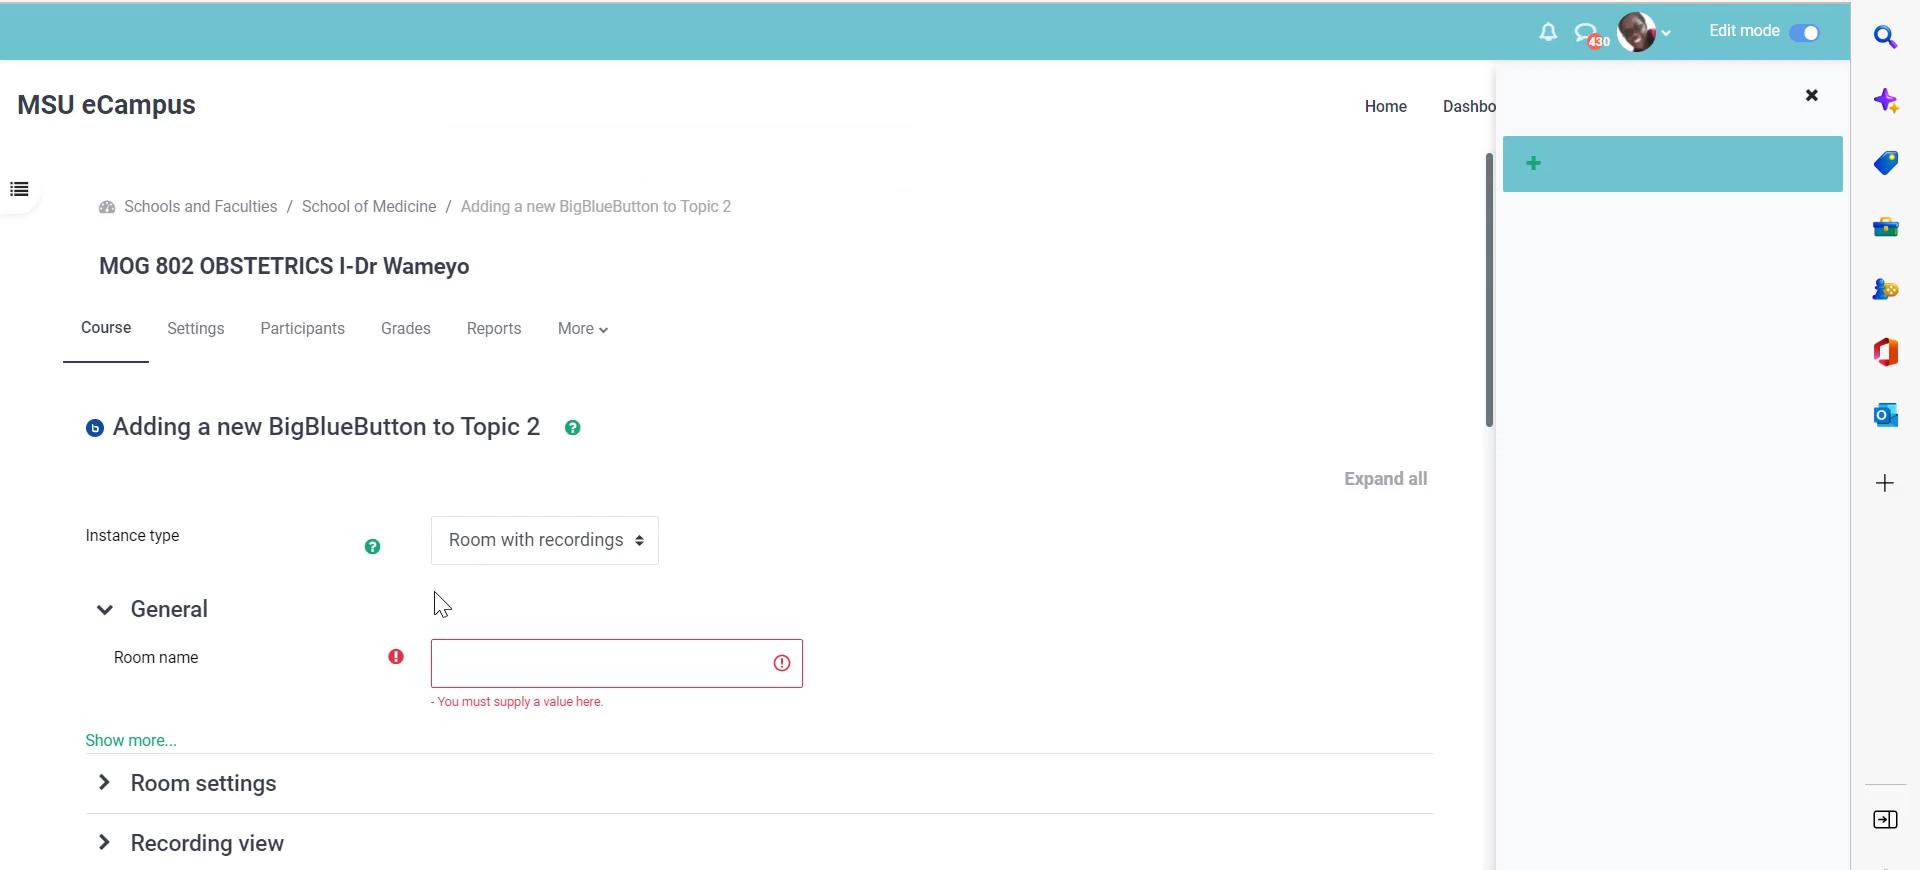 430
Edit mode
MSU eCampus
Home
Dashbo
Schools and Faculties / School of Medicine / Adding a new BigBlueButton to Topic 2
MOG 802 OBSTETRICS I-Dr Wameyo
Course
Settings
Participants
Grades
Reports
More
Adding a new BigBlueButton to Topic 2
Expand all
Instance type
Room with recordings
General
Room name
- You must supply a value here.
Show more...
Room settings
Recording view